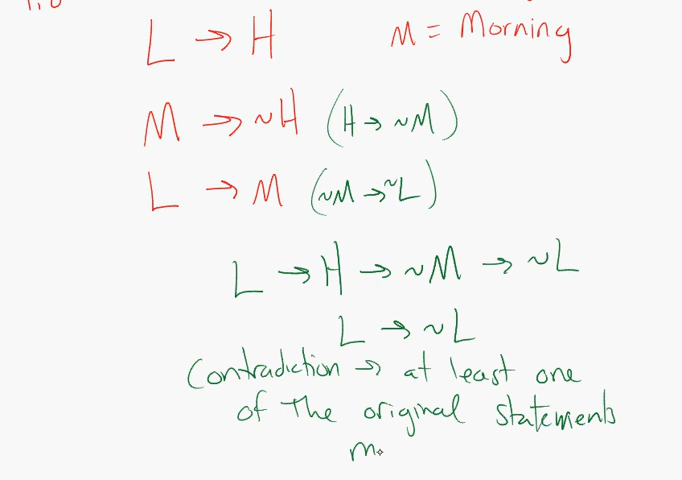 L → H M = Morning
M → ~H (H → ~M)
L → M (~M → ~L)
L → H → ~M → ~L
L → ~L
Contradiction → at least one
of the original statements
m